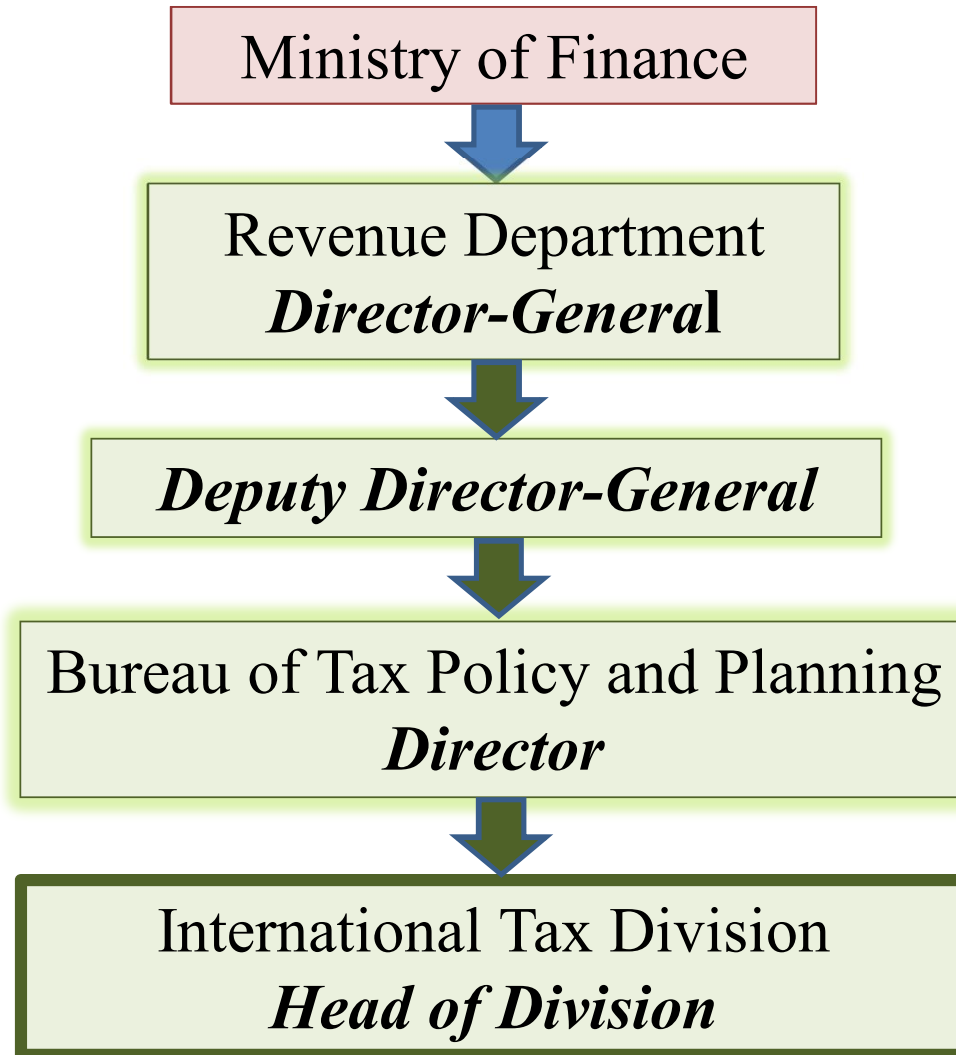 Ministry of Finance
Revenue Department
Director-General
Deputy Director-General
Bureau of Tax Policy and Planning
Director
International Tax Division
Head of Division